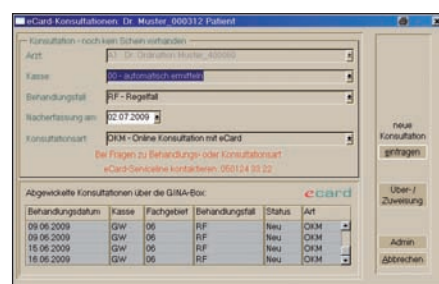 eCard-Konsultationen: Dr. Muster_000312 Patient
Konsultation - noch kein Schein vorhanden
Arzt:
A1 - Dr. Ordination Muster_
Kasse:
00 - automatisch ermitteln
Behandlungsfall
RF - Regelfall
Nacherfassung am:
02.07.2009
Konsultationsart
OKM - Online Konsultation mit eCard
Bei Fragen zu Behandlungs- oder Konsultationsart
eCard-Serviceline kontaktieren: 050124 33 22
neue
Konsultation
eintragen
Über-/
Zuweisung
Admin
Abbrechen
Abgewickelte Konsultationen über die GINA-Box:
ecard
Behandlungsdatum Kasse Fachgebiet Behandlungsfall Status Art
09.06.2009 GW 06 RF Neu OKM
09.06.2009 GW 06 RF Neu OKM
15.06.2009 GW 06 RF Neu OKM
16.06.2009 GW 06 RF Neu OKM